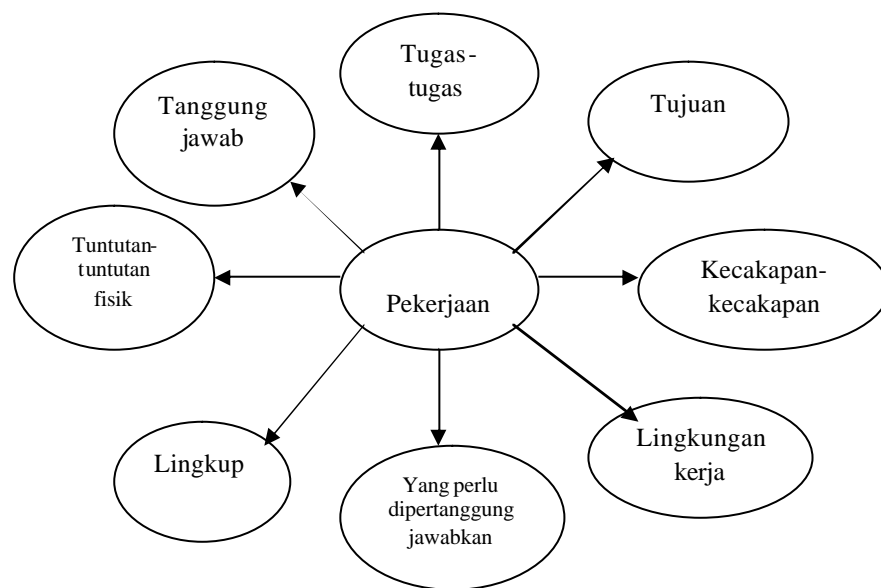 Tugas-
tugas
Tanggung
jawab
Tujuan
Tuntutan-
tuntutan
fisik
Pekerjaan
Kecakapan-
kecakapan
Lingkup
Yang perlu
dipertanggung
jawabkan
Lingkungan
kerja